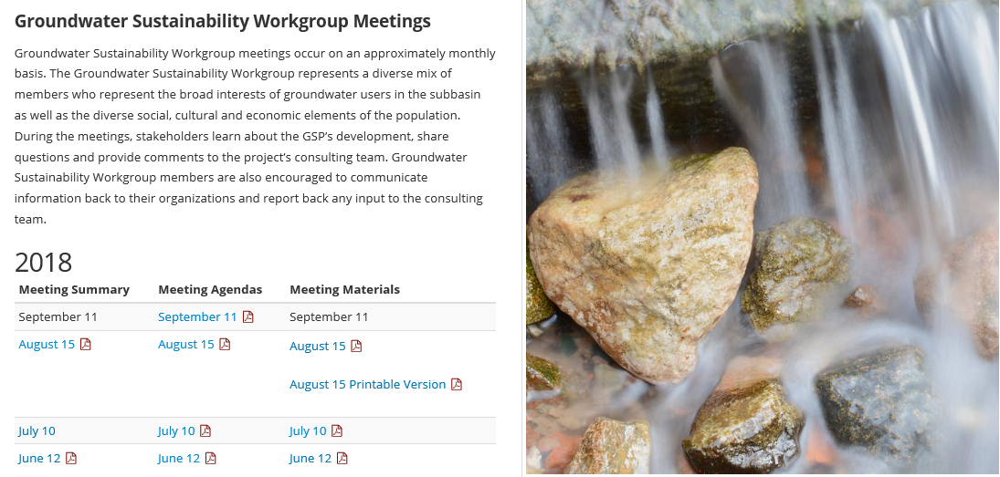 Groundwater Sustainability Workgroup Meetings
Groundwater Sustainability Workgroup meetings occur on an approximately monthly
basis. The Groundwater Sustainability Workgroup represents a diverse mix of
members who represent the broad interests of groundwater users in the subbasin
as well as the diverse social, cultural and economic elements of the population.
During the meetings, stakeholders learn about the GSP’s development, share
questions and provide comments to the project’s consulting team. Groundwater
Sustainability Workgroup members are also encouraged to communicate
information back to their organizations and report back any input to the consulting
team.
2018
Meeting Summary Meeting Agendas Meeting Materials
September 11 September 11 September 11
August 15 August 15 August 15
August 15 Printable Version
July 10 July 10 July 10
June 12 June 12 June 12